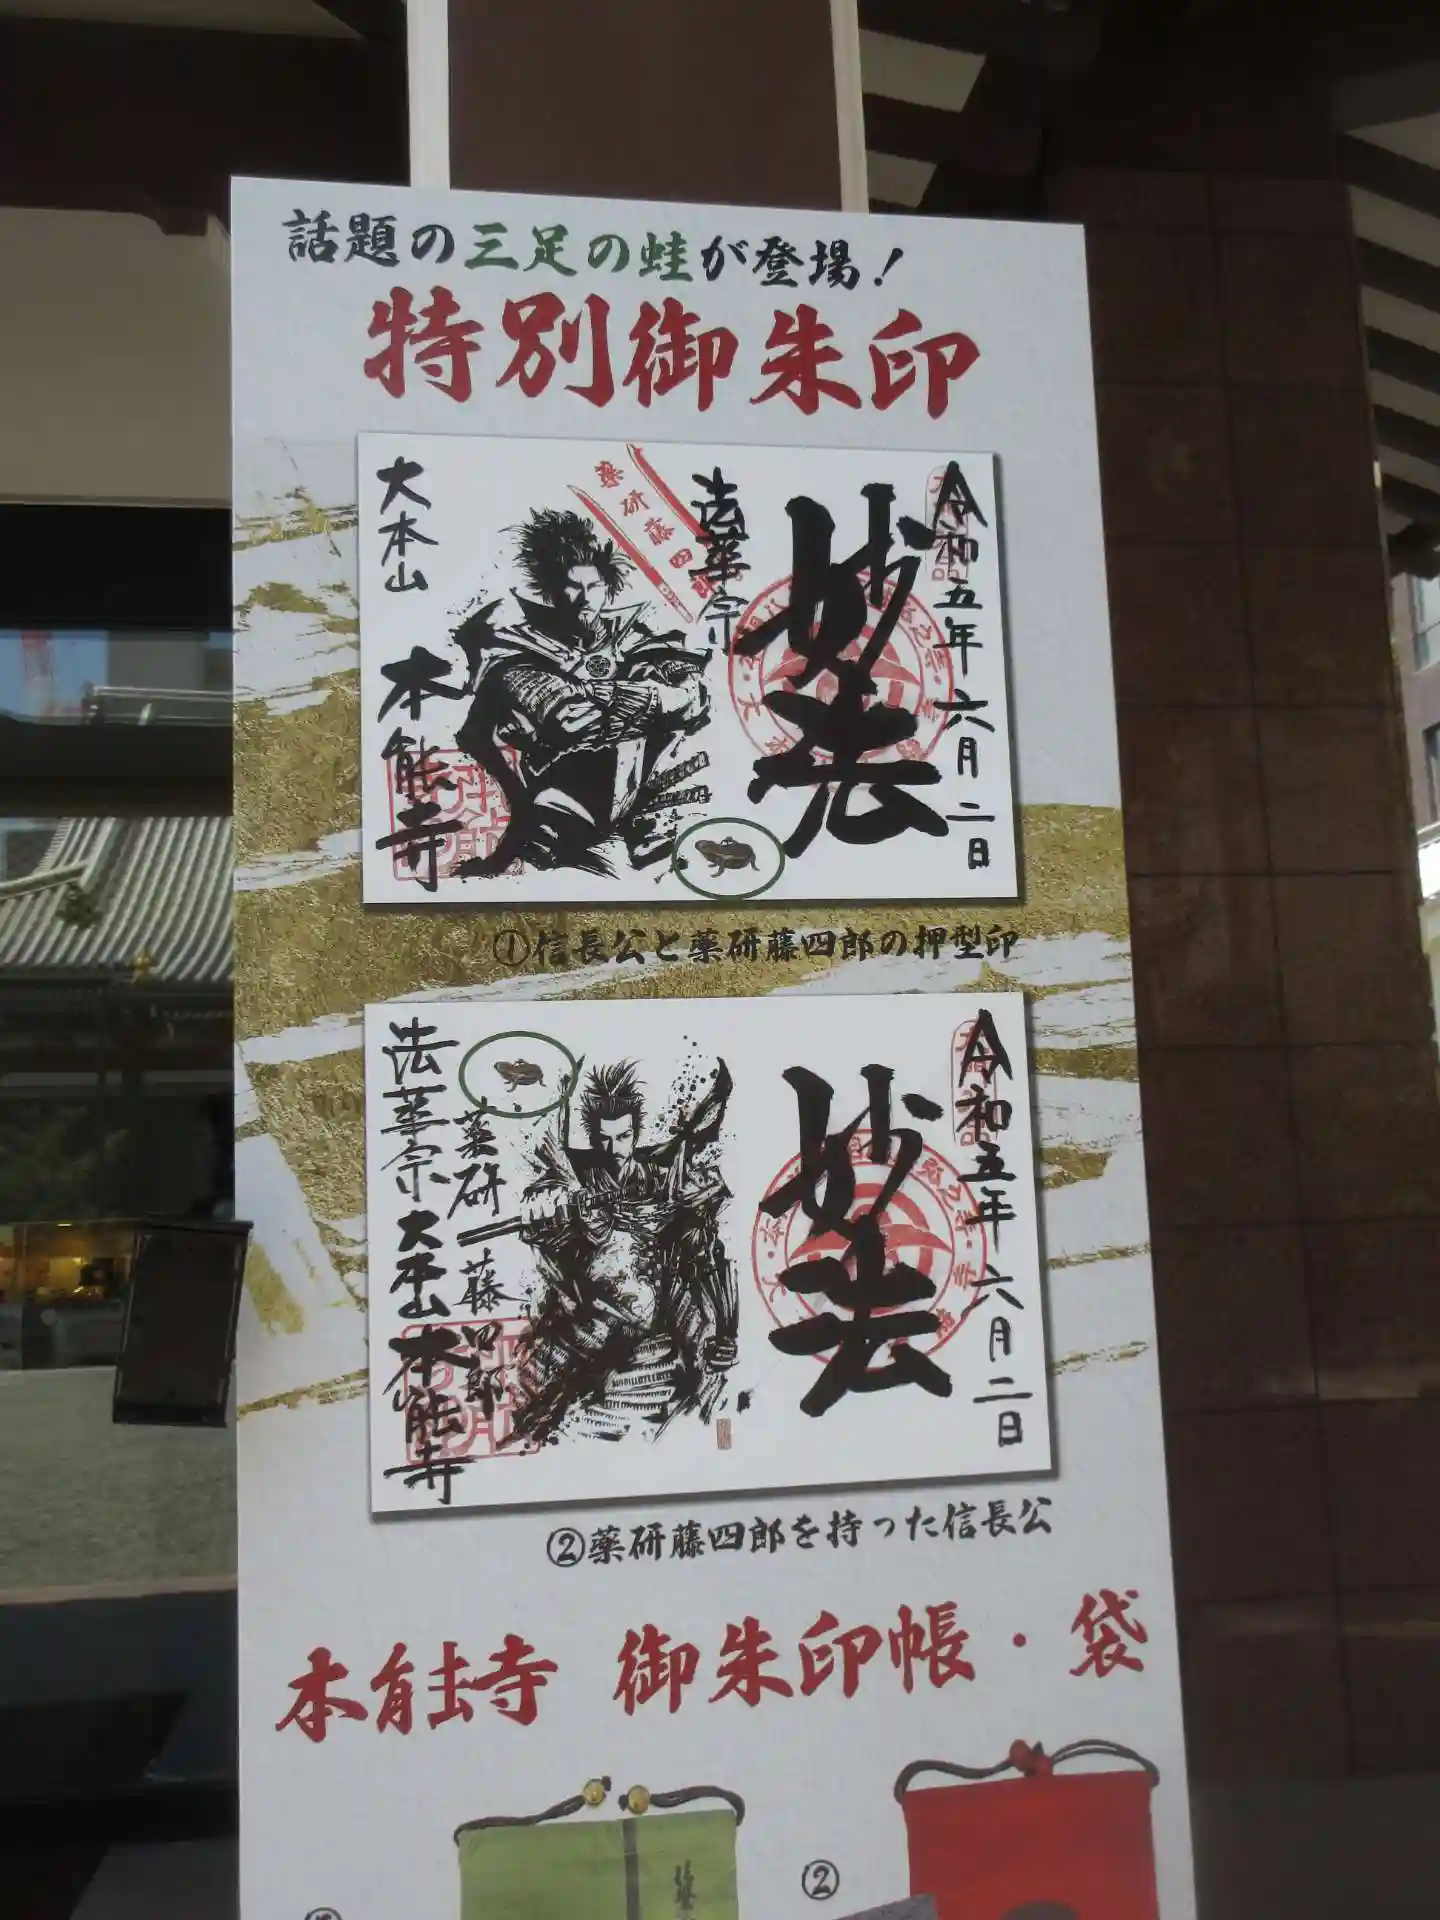 話題の三足の蛙が登場！
特別御朱印
令和五年六月二日
妙法
法華宗
薬研藤四郎
大本山
本能寺
①信長公と薬研藤四郎の押型印
令和五年六月二日
妙法
薬研藤四郎
法華宗大本山本能寺
②薬研藤四郎を持った信長公
本能寺 御朱印帳・袋
②